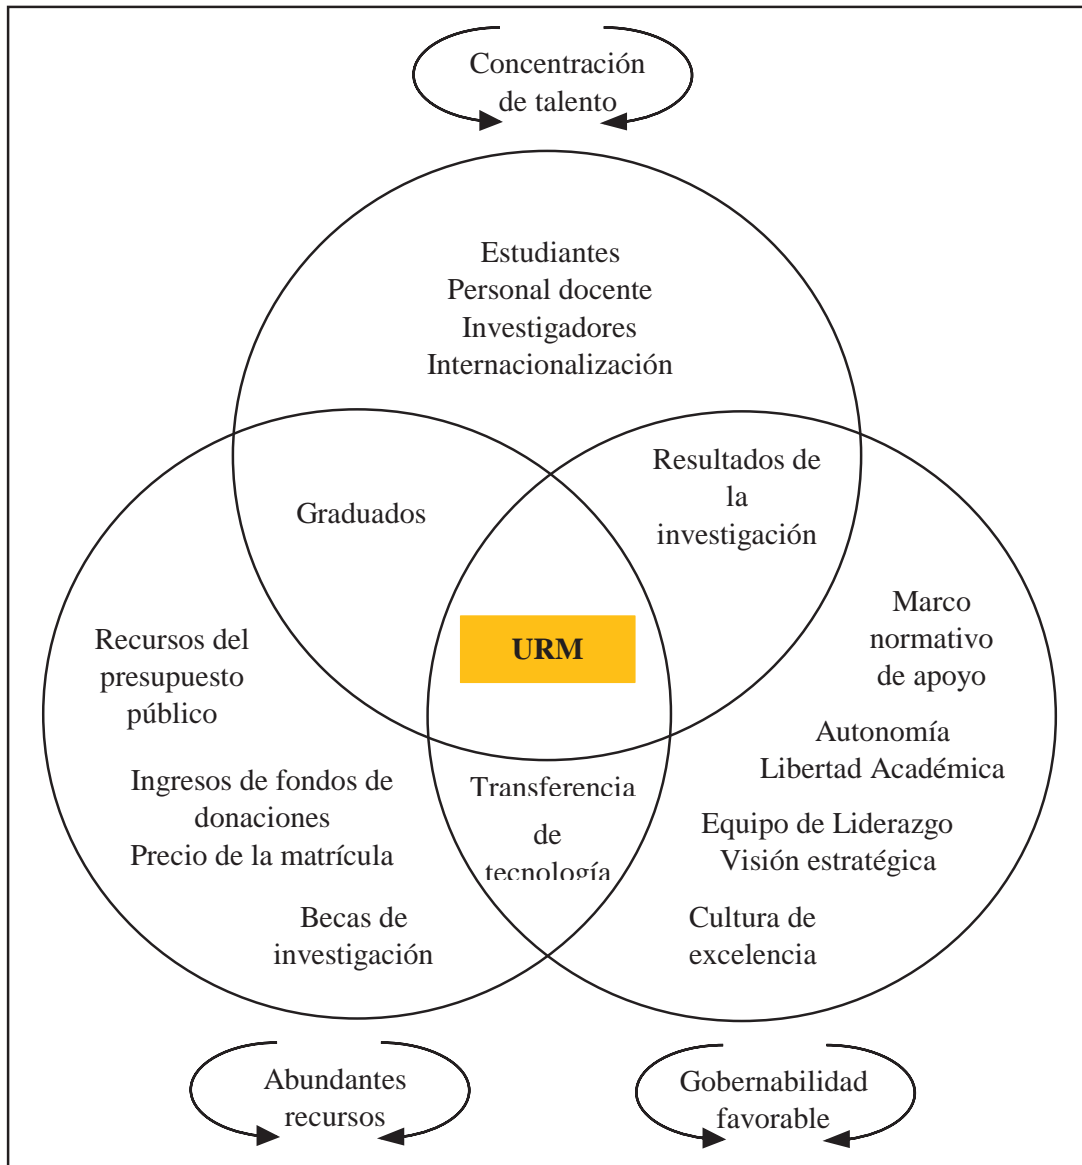 Concentración
de talento
Estudiantes
Personal docente
Investigadores
Internacionalización
Graduados
Resultados de
la
investigación
URM
Recursos del
presupuesto
público
Ingresos de fondos de
donaciones
Precio de la matrícula
Becas de
investigación
Transferencia
de
tecnología
Marco
normativo
de apoyo
Autonomía
Libertad Académica
Equipo de Liderazgo
Visión estratégica
Cultura de
excelencia
Abundantes
recursos
Gobernabilidad
favorable